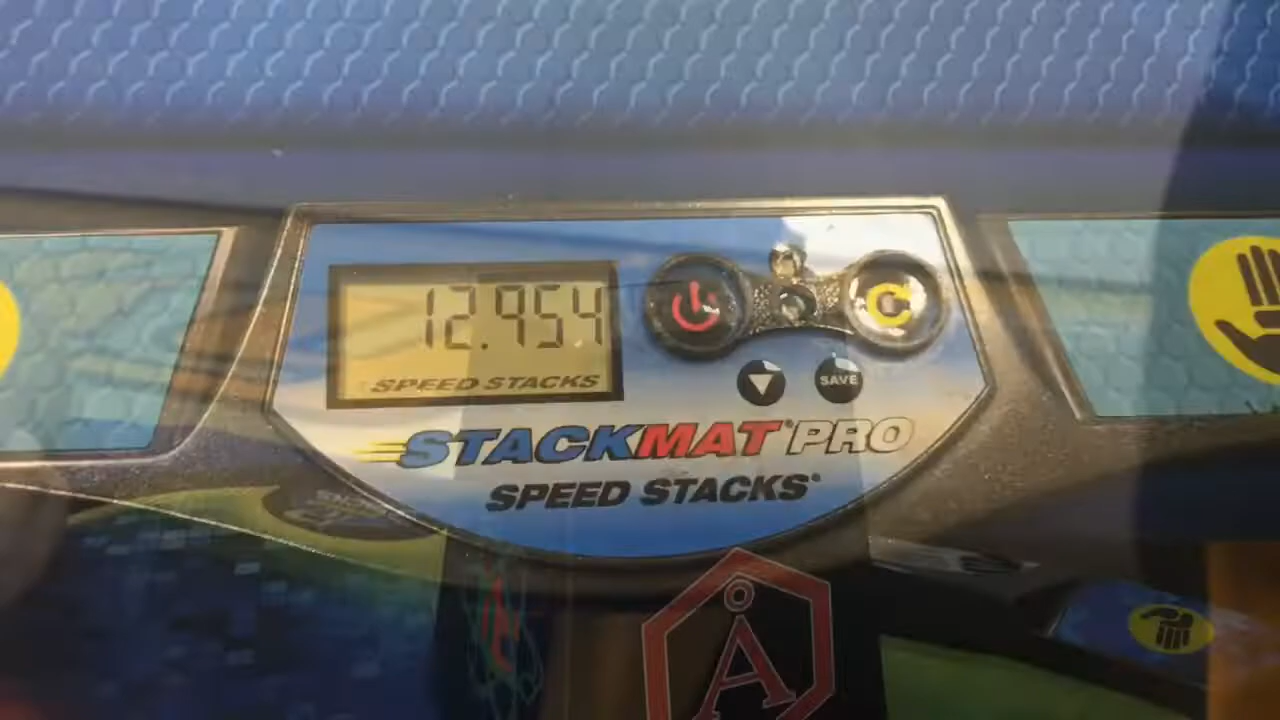 12.954
SPEED STACKS
C
SAVE
STACKMAT® PRO
SPEED STACKS®
Å